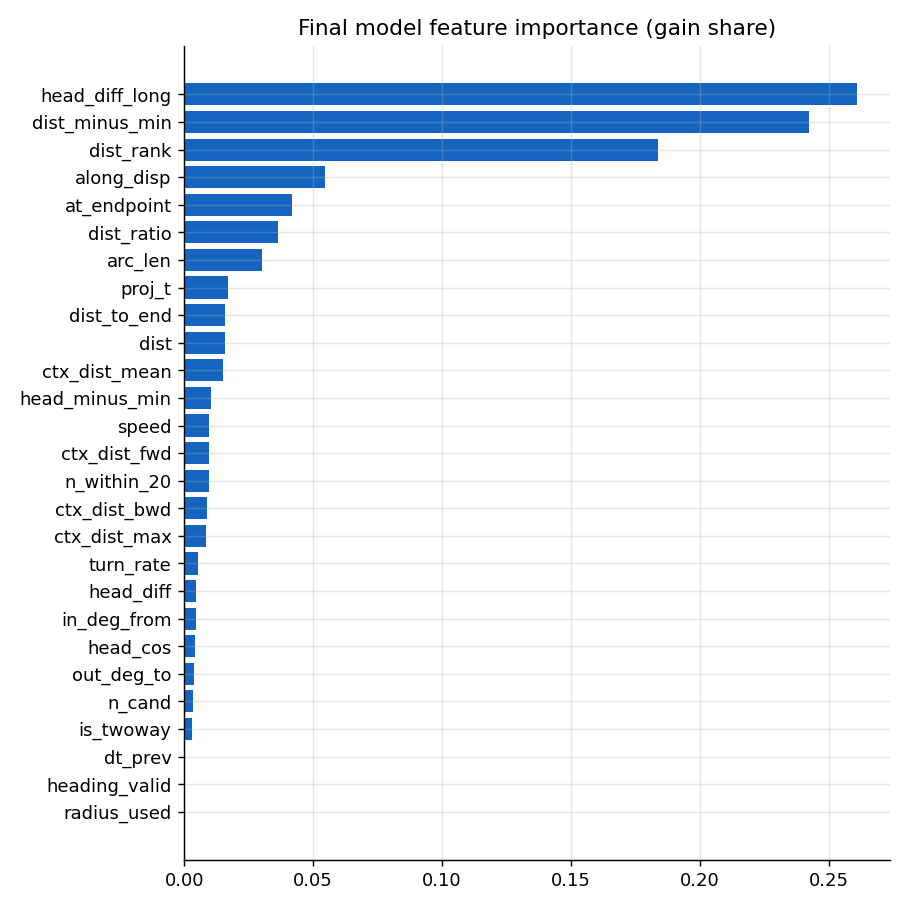 Final model feature importance (gain share)
head_diff_long
dist_minus_min
dist_rank
along_disp
at_endpoint
dist_ratio
arc_len
proj_t
dist_to_end
dist
ctx_dist_mean
head_minus_min
speed
ctx_dist_fwd
n_within_20
ctx_dist_bwd
ctx_dist_max
turn_rate
head_diff
in_deg_from
head_cos
out_deg_to
n_cand
is_twoway
dt_prev
heading_valid
radius_used
0.00 0.05 0.10 0.15 0.20 0.25